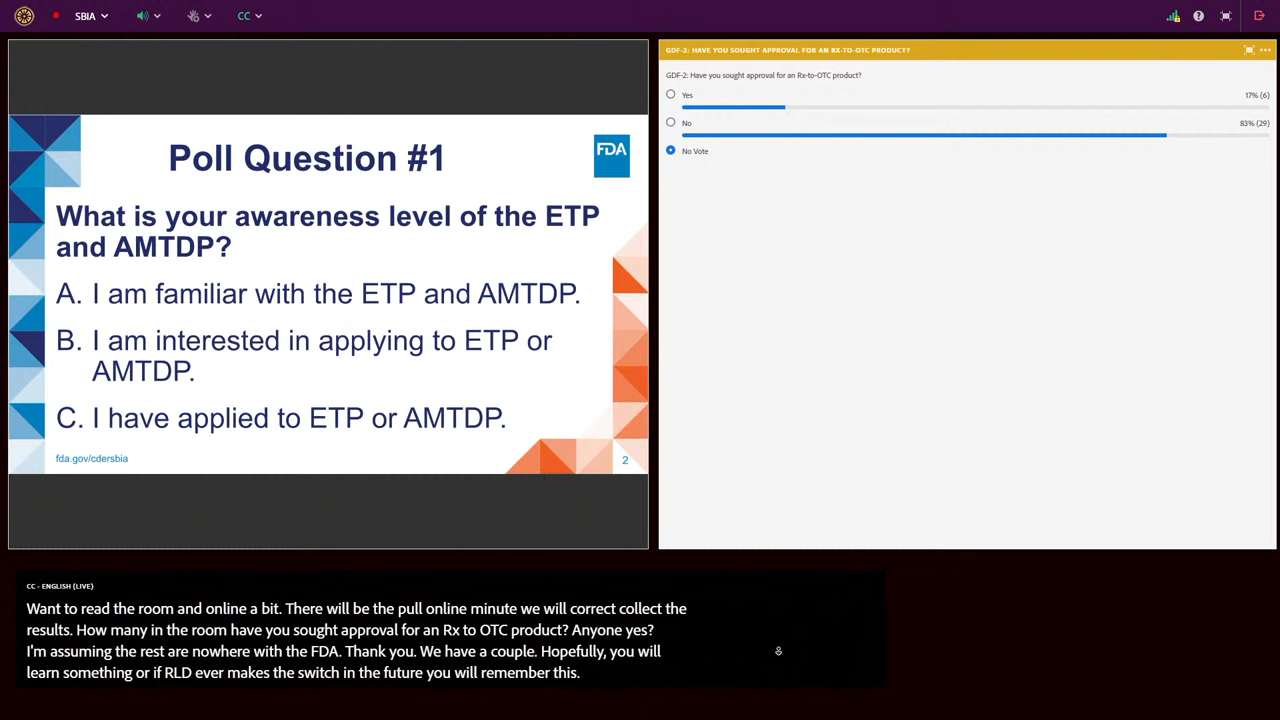 SBIA
CC
Poll Question #1
FDA
What is your awareness level of the ETP
and AMTDP?
A. I am familiar with the ETP and AMTDP.
B. I am interested in applying to ETP or
AMTDP.
C. I have applied to ETP or AMTDP.
fda.gov/cdersbia
2
GDF-2: HAVE YOU SOUGHT APPROVAL FOR AN RX-TO-OTC PRODUCT?
GDF-2: Have you sought approval for an Rx-to-OTC product?
Yes 17% (6)
No 83% (29)
No Vote
CC - ENGLISH (LIVE)
Want to read the room and online a bit. There will be the pull online minute we will correct collect the
results. How many in the room have you sought approval for an Rx to OTC product? Anyone yes?
I'm assuming the rest are nowhere with the FDA. Thank you. We have a couple. Hopefully, you will
learn something or if RLD ever makes the switch in the future you will remember this.